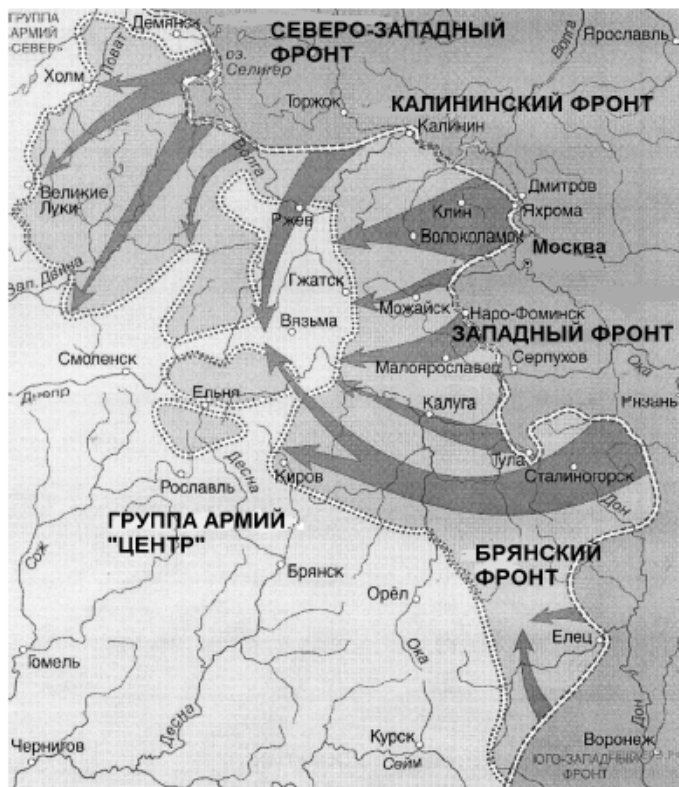 ГРУППА
АРМИЙ
«СЕВЕР»
Демянск
Ловат
СЕВЕРО-ЗАПАДНЫЙ
ФРОНТ
Волга
Ярославль
Холм
оз.
Селигер
Торжок
КАЛИНИНСКИЙ ФРОНТ
Калинин
Волга
Великие
Луки
Дмитров
Клин
Яхрома
Ржев
Волоколамск
Москва
Зап. Двина
Гжатск
Можайск
Наро-Фоминск
Вязьма
ЗАПАДНЫЙ ФРОНТ
Смоленск
Малоярославец
Серпухов
Ока
Днепр
Ельня
Калуга
Рязань
Десна
Тула
Рославль
Киров
Сталиногорск
Дон
ГРУППА АРМИЙ
"ЦЕНТР"
БРЯНСКИЙ
ФРОНТ
Сож
Брянск
Орёл
Елец
Ока
Гомель
Десна
Дон
Чернигов
Курск
Сейм
Воронеж
ЮГО-ЗАПАДНЫЙ
ФРОНТ